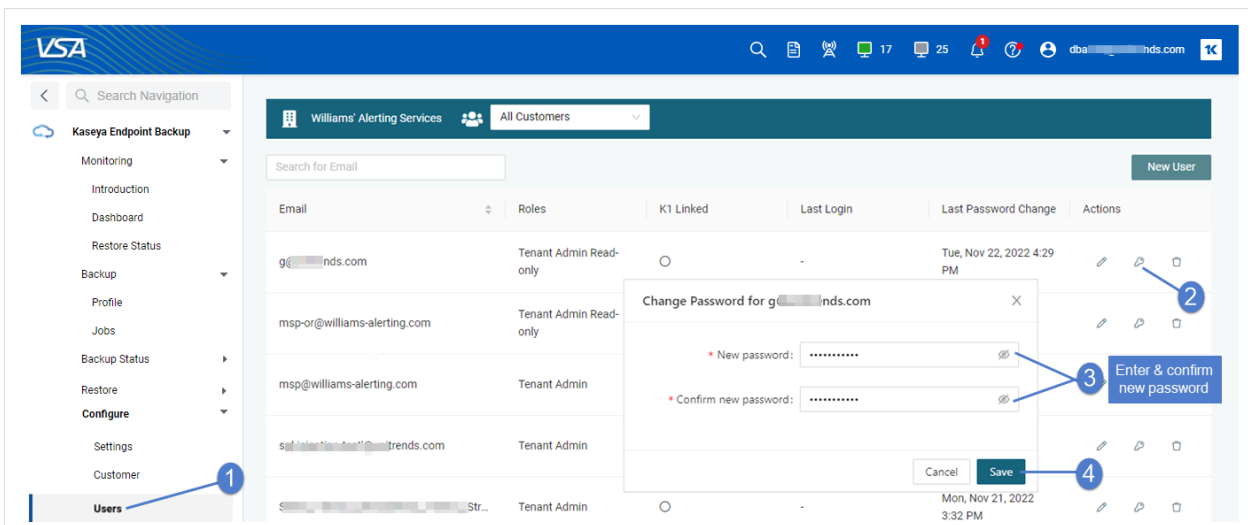 VSA
17
25
1
dba nds.com
Search Navigation
Kaseya Endpoint Backup
Monitoring
Introduction
Dashboard
Restore Status
Backup
Profile
Jobs
Backup Status
Restore
Configure
Settings
Customer
Users
1
Williams' Alerting Services
All Customers
Search for Email
New User
Email Roles K1 Linked Last Login Last Password Change Actions
g nds.com Tenant Admin Read- - Tue, Nov 22, 2022 4:29
only PM
2
msp-or@williams-alerting.com Tenant Admin Read-
only
msp@williams-alerting.com Tenant Admin
trends.com Tenant Admin
Str... Tenant Admin - Mon, Nov 21, 2022
3:32 PM
Change Password for g nds.com
* New password: •••••••••••
* Confirm new password: •••••••••••
3
Enter & confirm
new password
Cancel Save
4